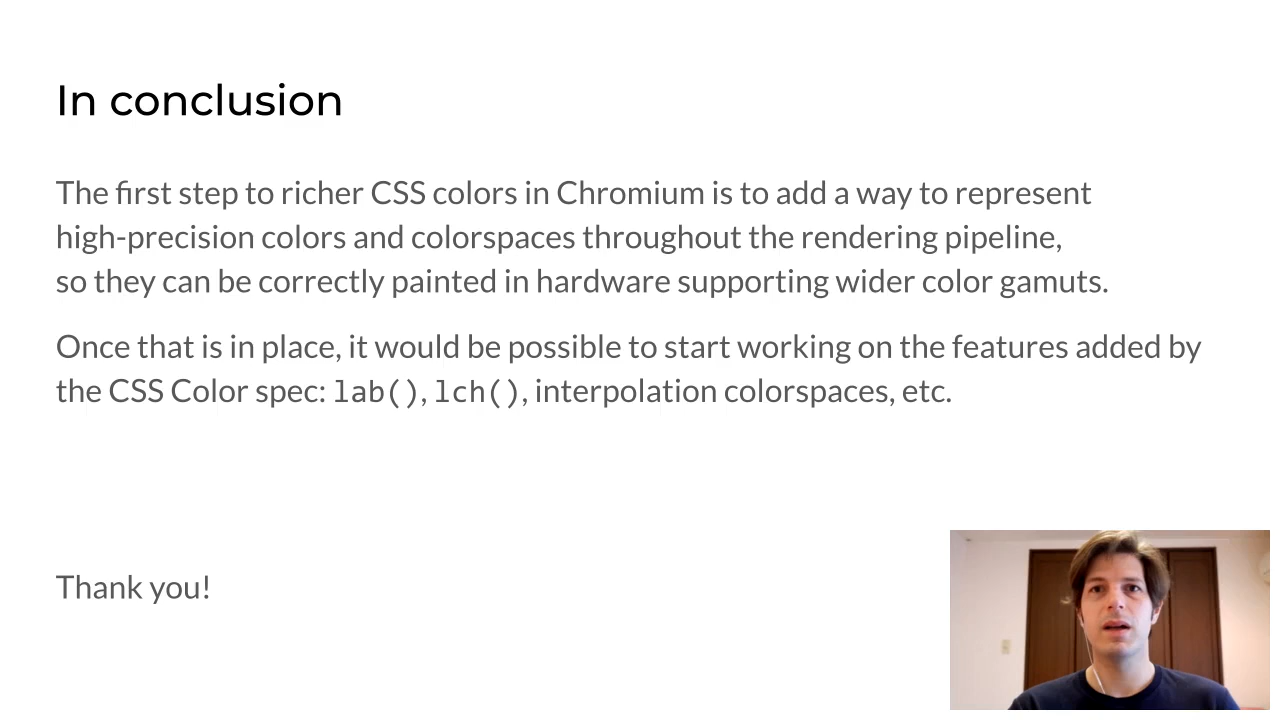 In conclusion
The first step to richer CSS colors in Chromium is to add a way to represent
high-precision colors and colorspaces throughout the rendering pipeline,
so they can be correctly painted in hardware supporting wider color gamuts.
Once that is in place, it would be possible to start working on the features added by
the CSS Color spec: lab(), lch(), interpolation colorspaces, etc.
Thank you!